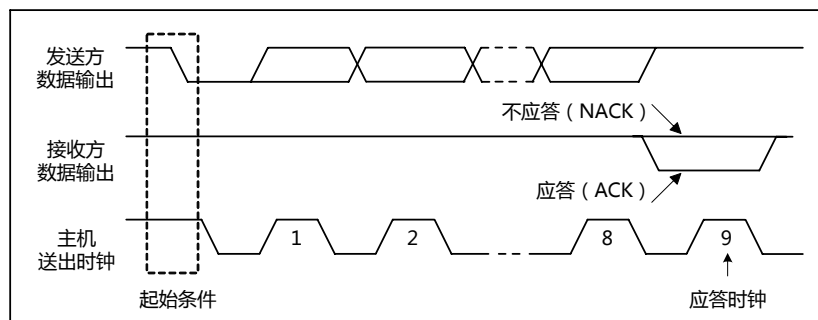 发送方
数据输出
不应答（NACK）
接收方
数据输出
应答（ACK）
主机
送出时钟
1
2
8
9
起始条件
应答时钟